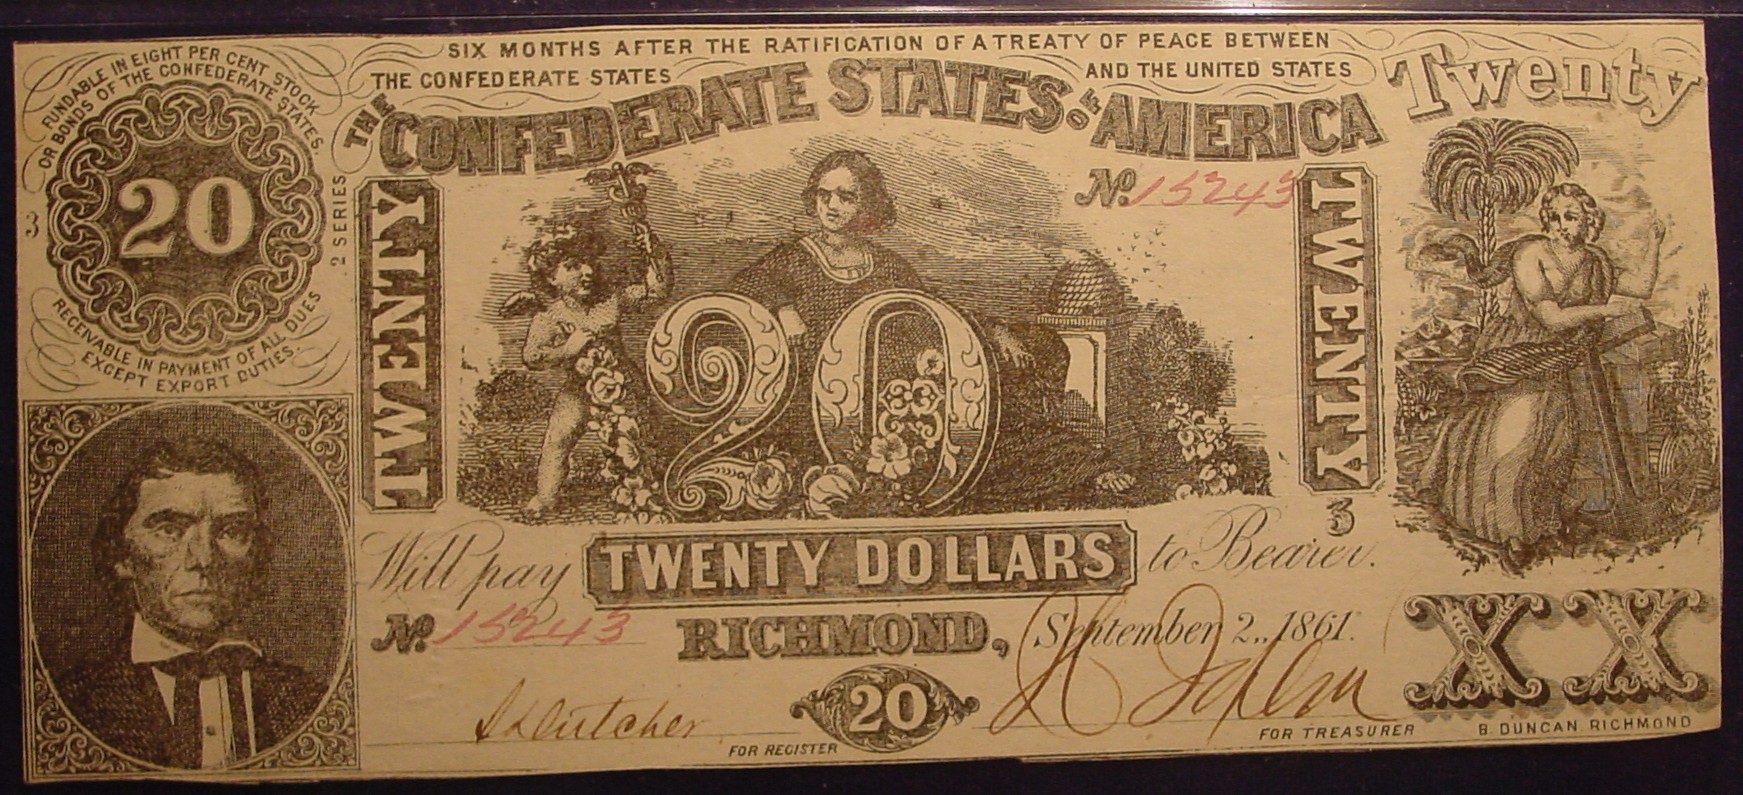 SIX MONTHS AFTER THE RATIFICATION OF A TREATY OF PEACE BETWEEN
THE CONFEDERATE STATES AND THE UNITED STATES
THE CONFEDERATE STATES OF AMERICA
Twenty
FUNDABLE IN EIGHT PER CENT STOCK
OR BONDS OF THE CONFEDERATE STATES.
20
3
2 SERIES
RECEIVABLE IN PAYMENT OF ALL DUES
EXCEPT EXPORT DUTIES.
TWENTY
20
No. 15243
TWENTY
3
Will pay TWENTY DOLLARS to Bearer.
No. 15243 RICHMOND, September 2., 1861.
XX
20
FOR REGISTER
FOR TREASURER
B. DUNCAN RICHMOND